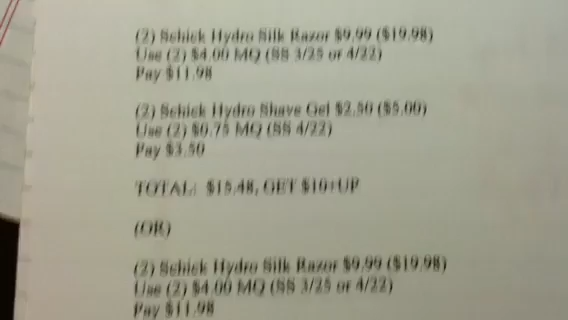 (2) Schick Hydro Silk Razor $9.99 ($19.98)
Use (2) $4.00 MQ (SS 3/25 or 4/22)
Pay $11.98
(2) Schick Hydro Shave Gel $2.50 ($5.00)
Use (2) $0.75 MQ (SS 4/22)
Pay $3.50
TOTAL: $15.48, GET $10+UP
(OR)
(2) Schick Hydro Silk Razor $9.99 ($19.98)
Use (2) $4.00 MQ (SS 3/25 or 4/22)
Pay $11.98